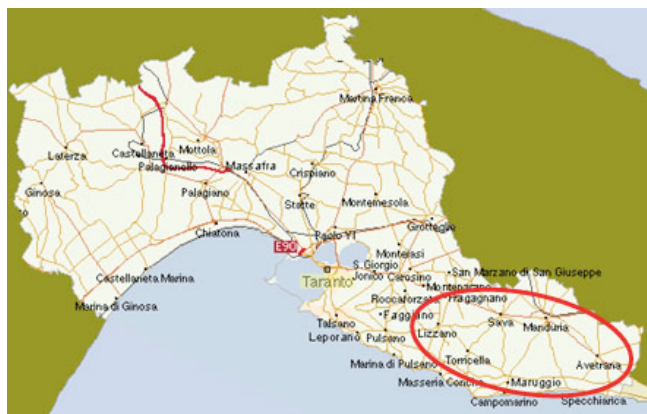 Martina Franca
Laterza
Castellaneta
Mottola
Palagianello
Massafra
Crispiano
Ginosa
Palagiano
Statte
Montemesola
Chiatona
Paolo VI
Grottaglie
E90
Monteiasi
Castellaneta Marina
Taranto
S. Giorgio
Jonico
Carosino
San Marzano di San Giuseppe
Monteparano
Marina di Ginosa
Roccaforzata
Fragagnano
Talsano
Faggiano
Lizzano
Sava
Manduria
Leporano
Pulsano
Marina di Pulsano
Torricella
Avetrana
Masseria Conche
Maruggio
Campomarino
Specchiarica